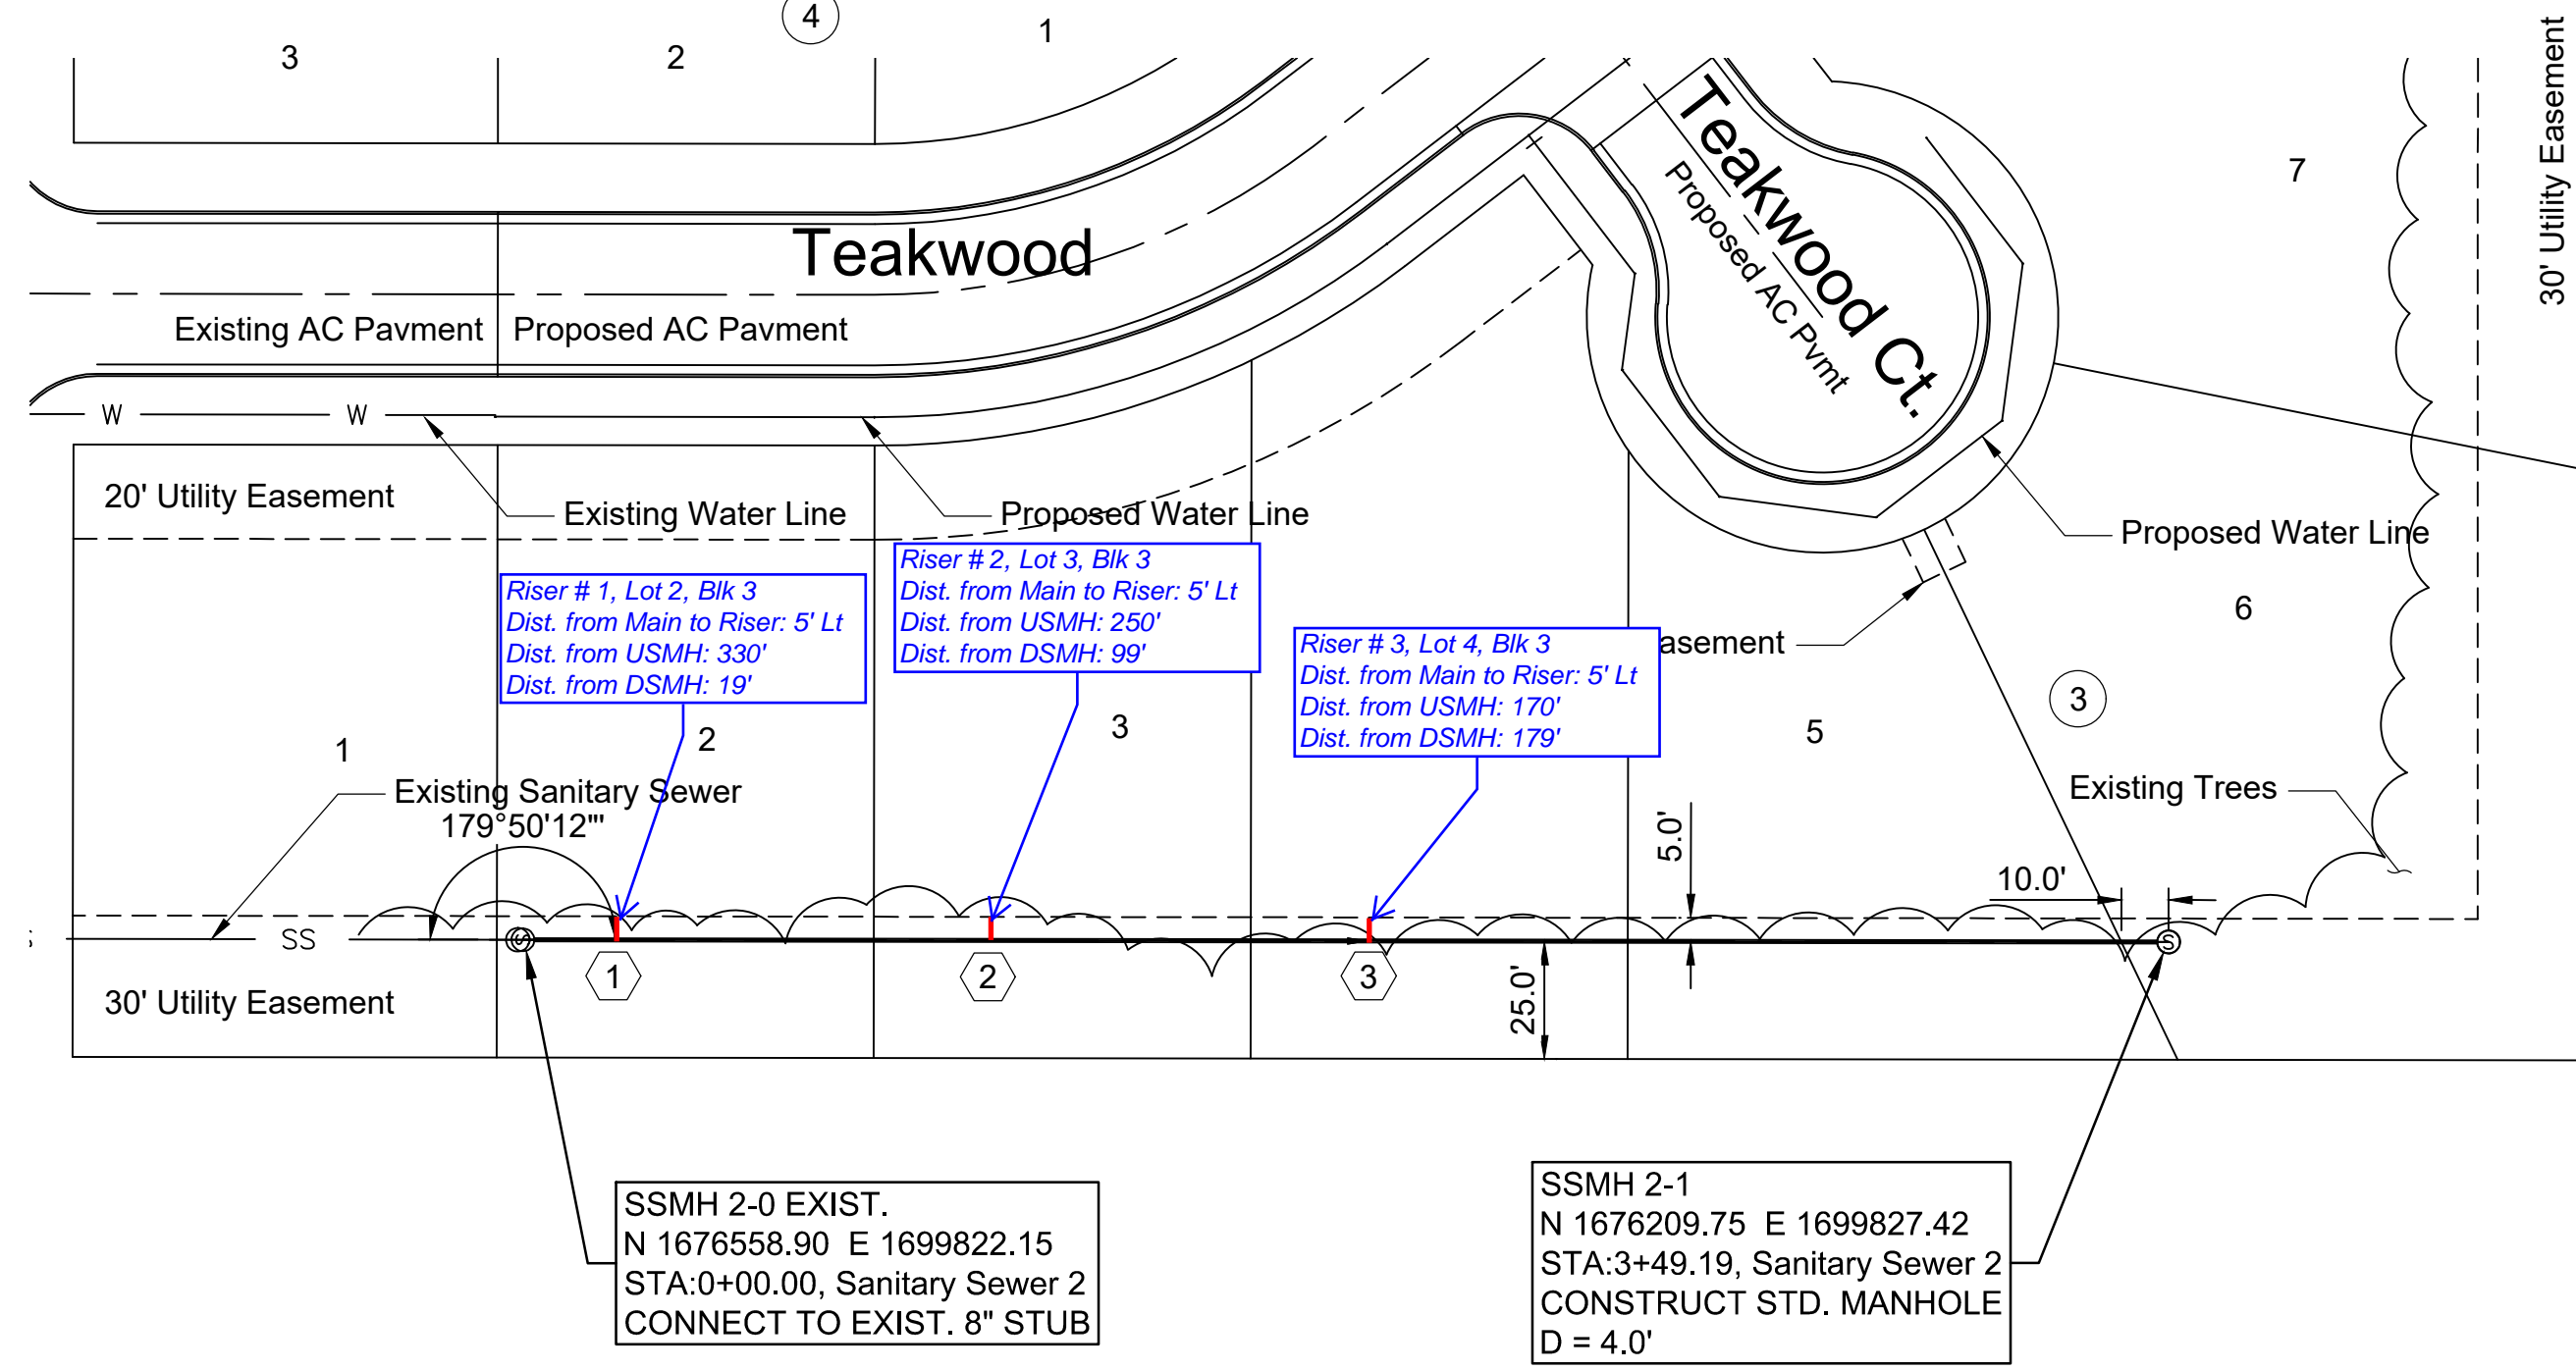 4
3
2
1
30' Utility Easement
7
Teakwood Ct.
Proposed AC Pvmt
Teakwood
Existing AC Pavment
Proposed AC Pavment
W
W
20' Utility Easement
Existing Water Line
Proposed Water Line
Proposed Water Line
Riser # 1, Lot 2, Blk 3
Dist. from Main to Riser: 5' Lt
Dist. from USMH: 330'
Dist. from DSMH: 19'
Riser # 2, Lot 3, Blk 3
Dist. from Main to Riser: 5' Lt
Dist. from USMH: 250'
Dist. from DSMH: 99'
Riser # 3, Lot 4, Blk 3
Dist. from Main to Riser: 5' Lt
Dist. from USMH: 170'
Dist. from DSMH: 179'
asement
6
3
1
2
3
5
Existing Sanitary Sewer
179°50'12""
Existing Trees
5.0'
10.0'
SS
S
S
1
2
3
25.0'
30' Utility Easement
SSMH 2-0 EXIST.
N 1676558.90 E 1699822.15
STA:0+00.00, Sanitary Sewer 2
CONNECT TO EXIST. 8" STUB
SSMH 2-1
N 1676209.75 E 1699827.42
STA:3+49.19, Sanitary Sewer 2
CONSTRUCT STD. MANHOLE
D = 4.0'